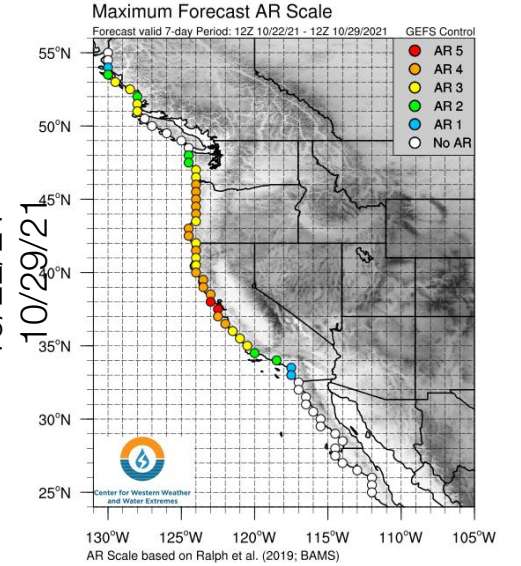 Maximum Forecast AR Scale
Forecast valid 7-day Period: 12Z 10/22/21 - 12Z 10/29/2021
GEFS Control
AR 5
AR 4
AR 3
AR 2
AR 1
No AR
55°N
50°N
45°N
40°N
35°N
30°N
25°N
10/29/21
Center for Western Weather
and Water Extremes
130°W 125°W 120°W 115°W 110°W 105°W
AR Scale based on Ralph et al. (2019; BAMS)